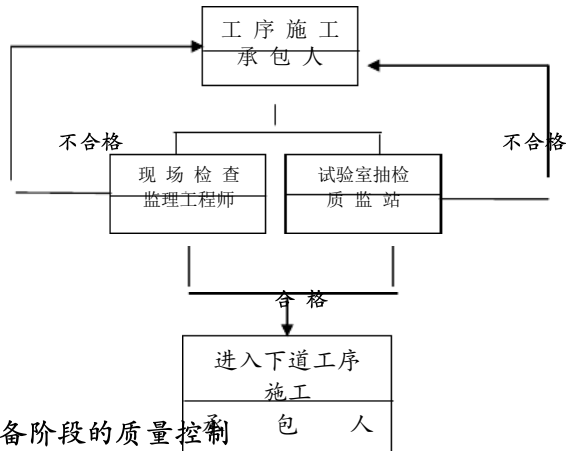 工 序 施 工
承 包 人
不合格
不合格
现 场 检 查
监理工程师
试验室抽检
质 监 站
合 格
进入下道工序
施工
承 包 人
备阶段的质量控制